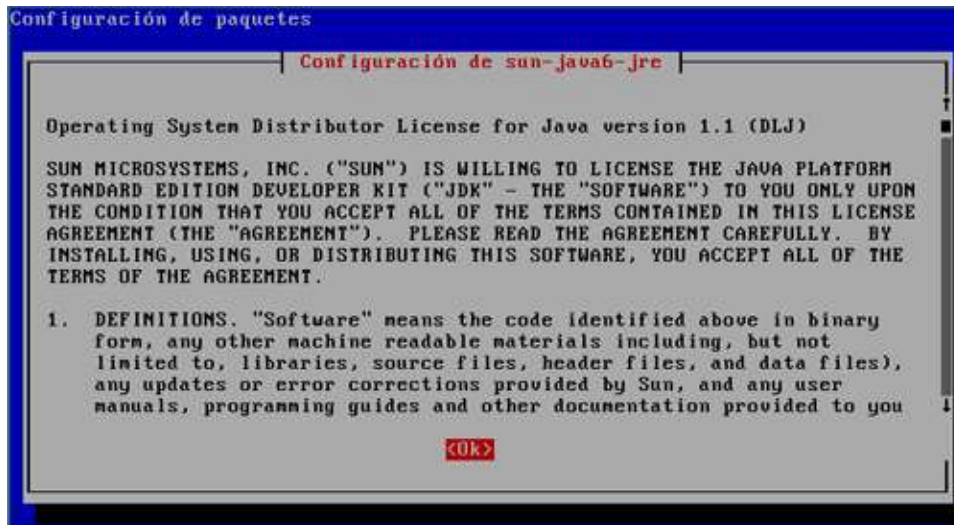 Configuración de paquetes
Configuración de sun-java6-jre
Operating System Distributor License for Java version 1.1 (DLJ)
SUN MICROSYSTEMS, INC. ("SUN") IS WILLING TO LICENSE THE JAVA PLATFORM
STANDARD EDITION DEVELOPER KIT ("JDK" - THE "SOFTWARE") TO YOU ONLY UPON
THE CONDITION THAT YOU ACCEPT ALL OF THE TERMS CONTAINED IN THIS LICENSE
AGREEMENT (THE "AGREEMENT").  PLEASE READ THE AGREEMENT CAREFULLY.  BY
INSTALLING, USING, OR DISTRIBUTING THIS SOFTWARE, YOU ACCEPT ALL OF THE
TERMS OF THE AGREEMENT.
1.  DEFINITIONS. "Software" means the code identified above in binary
form, any other machine readable materials including, but not
limited to, libraries, source files, header files, and data files),
any updates or error corrections provided by Sun, and any user
manuals, programming guides and other documentation provided to you
<Ok>